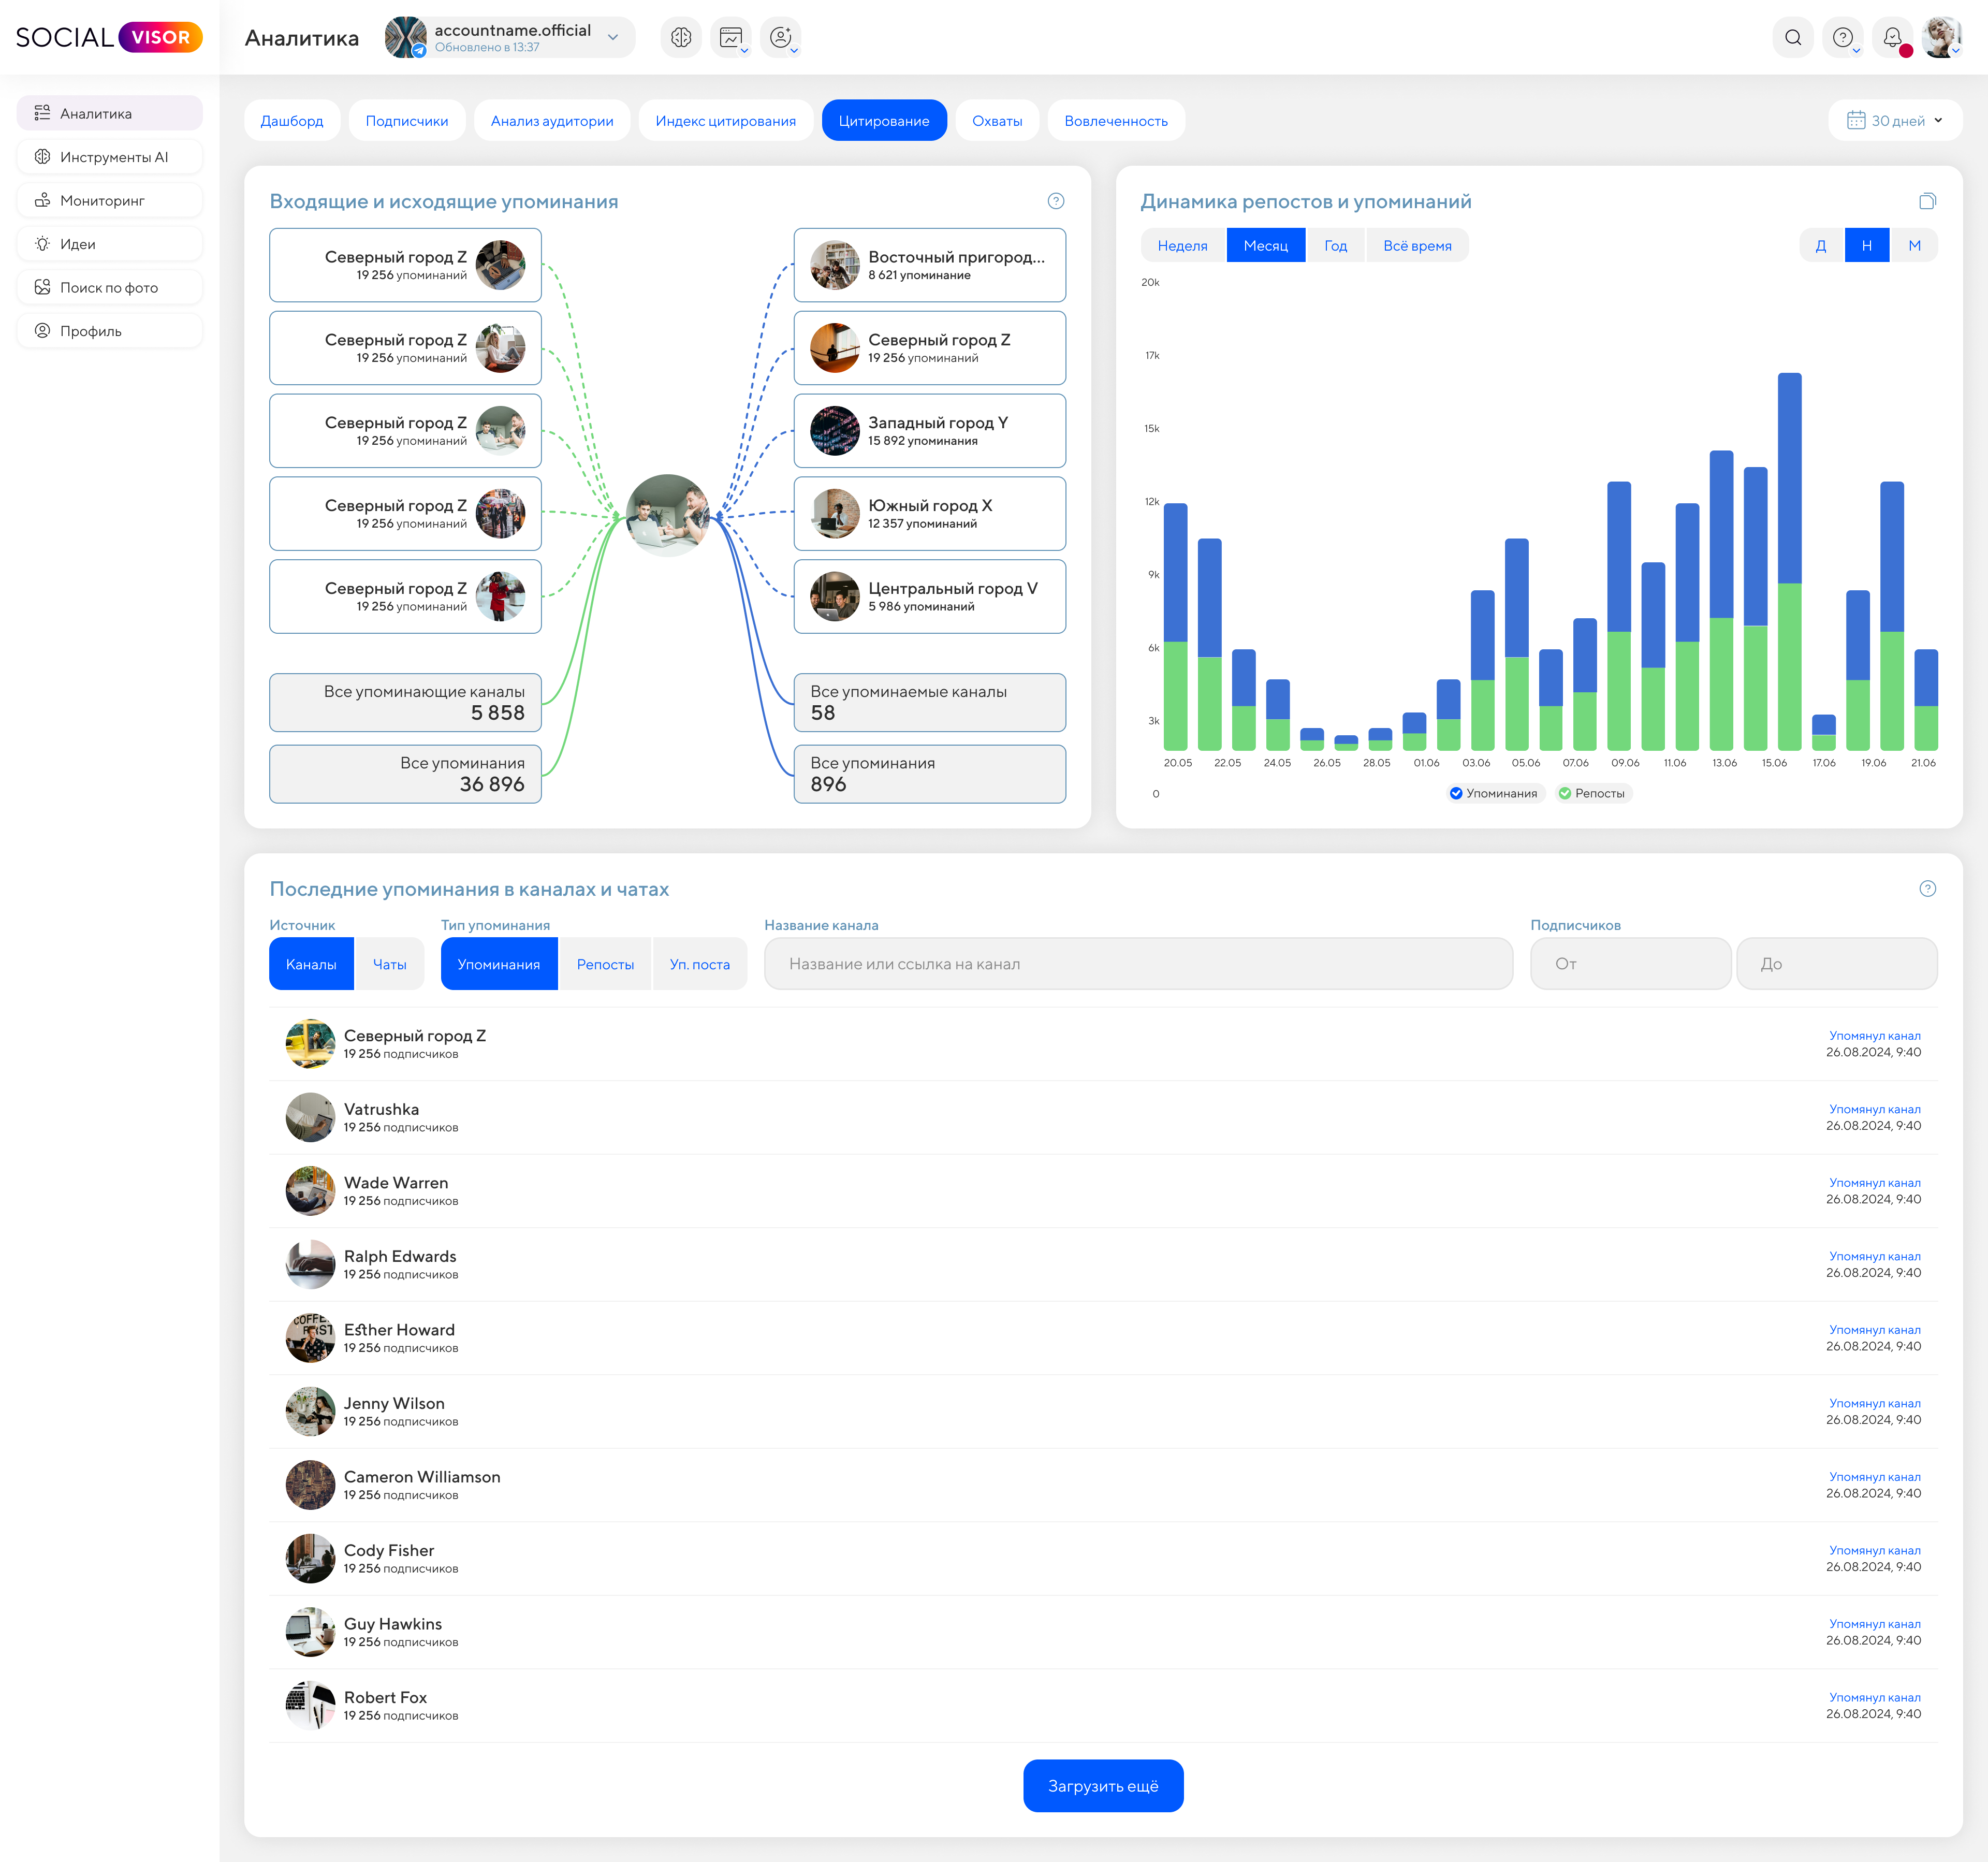 SOCIAL VISOR
Аналитика
accountname.official
Обновлено в 13:37
Аналитика
Инструменты AI
Мониторинг
Идеи
Поиск по фото
Профиль
Дашборд
Подписчики
Анализ аудитории
Индекс цитирования
Цитирование
Охваты
Вовлеченность
30 дней
Входящие и исходящие упоминания
Северный город Z
19 256 упоминаний
Северный город Z
19 256 упоминаний
Северный город Z
19 256 упоминаний
Северный город Z
19 256 упоминаний
Северный город Z
19 256 упоминаний
Все упоминающие каналы
5 858
Все упоминания
36 896
Восточный пригород...
8 621 упоминание
Северный город Z
19 256 упоминаний
Западный город Y
15 892 упоминания
Южный город X
12 357 упоминаний
Центральный город V
5 986 упоминаний
Все упоминаемые каналы
58
Все упоминания
896
Динамика репостов и упоминаний
Неделя
Месяц
Год
Всё время
Д
Н
М
20k
17k
15k
12k
9k
6k
3k
0
20.05
22.05
24.05
26.05
28.05
01.06
03.06
05.06
07.06
09.06
11.06
13.06
15.06
17.06
19.06
21.06
Упоминания
Репосты
Последние упоминания в каналах и чатах
Источник
Каналы
Чаты
Тип упоминания
Упоминания
Репосты
Уп. поста
Название канала
Название или ссылка на канал
Подписчиков
От
До
Северный город Z
19 256 подписчиков
Упомянул канал
26.08.2024, 9:40
Vatrushka
19 256 подписчиков
Упомянул канал
26.08.2024, 9:40
Wade Warren
19 256 подписчиков
Упомянул канал
26.08.2024, 9:40
Ralph Edwards
19 256 подписчиков
Упомянул канал
26.08.2024, 9:40
Esther Howard
19 256 подписчиков
Упомянул канал
26.08.2024, 9:40
Jenny Wilson
19 256 подписчиков
Упомянул канал
26.08.2024, 9:40
Cameron Williamson
19 256 подписчиков
Упомянул канал
26.08.2024, 9:40
Cody Fisher
19 256 подписчиков
Упомянул канал
26.08.2024, 9:40
Guy Hawkins
19 256 подписчиков
Упомянул канал
26.08.2024, 9:40
Robert Fox
19 256 подписчиков
Упомянул канал
26.08.2024, 9:40
Загрузить ещё